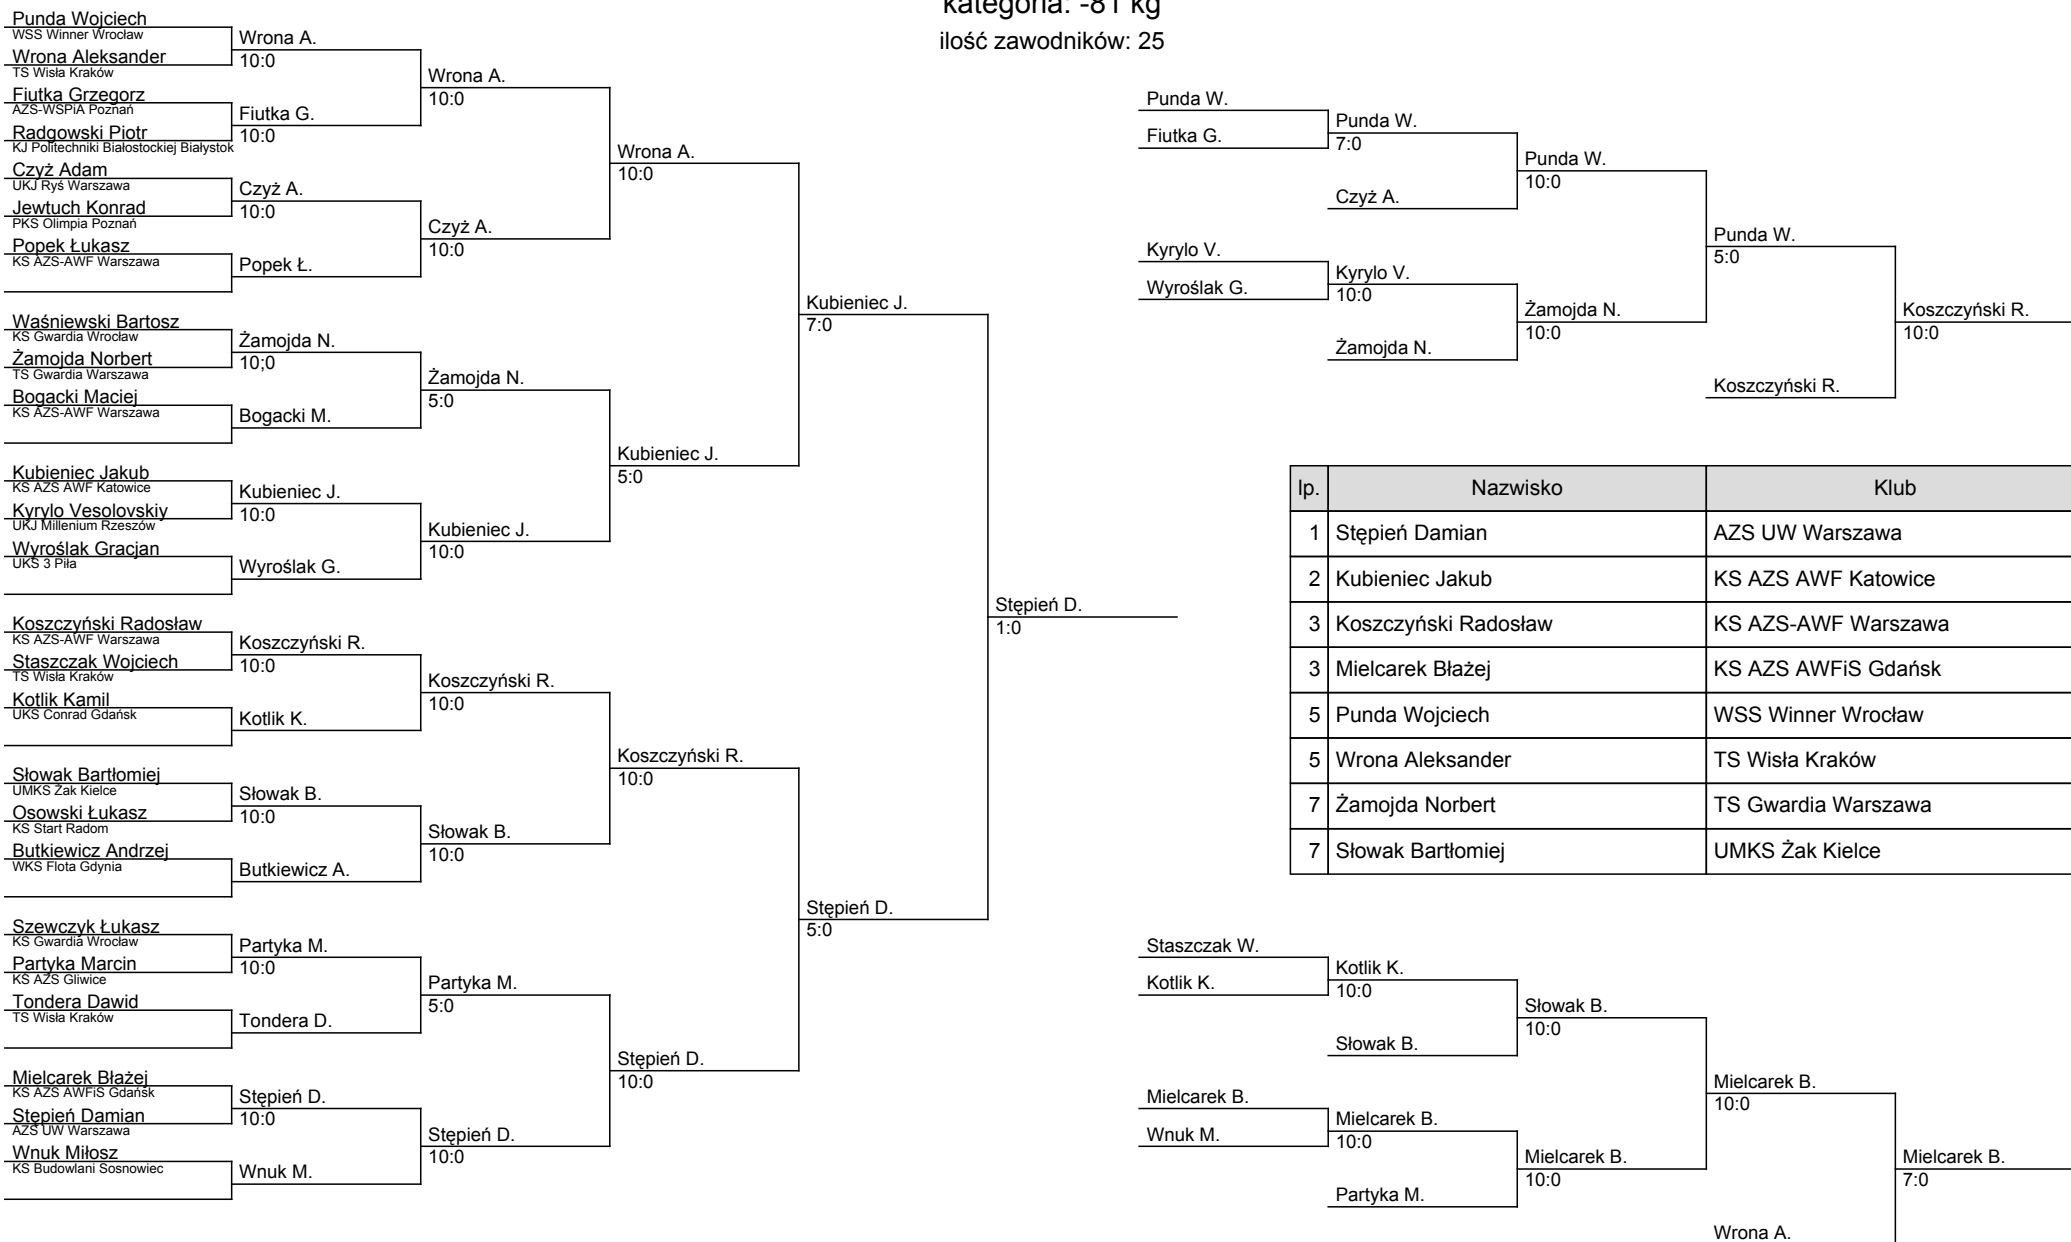 kategoria: -81 kg
ilość zawodników: 25
Punda Wojciech
WSS Winner Wrocław
Wrona Aleksander
TS Wisła Kraków
Fiutka Grzegorz
AZS-WSPiA Poznań
Radgowski Piotr
KJ Politechniki Białostockiej Białystok
Czyż Adam
UKJ Ryś Warszawa
Jewtuch Konrad
PKS Olimpia Poznań
Popek Łukasz
KS AZS-AWF Warszawa
Waśniewski Bartosz
KS Gwardia Wrocław
Żamojda Norbert
TS Gwardia Warszawa
Bogacki Maciej
KS AZS-AWF Warszawa
Kubieniec Jakub
KS AZS AWF Katowice
Kyrylo Vesolovskiy
UKJ Millenium Rzeszów
Wyroślak Gracjan
UKS 3 Piła
Koszczyński Radosław
KS AZS-AWF Warszawa
Staszczak Wojciech
TS Wisła Kraków
Kotlik Kamil
UKS Conrad Gdańsk
Słowak Bartłomiej
UMKS Żak Kielce
Osowski Łukasz
KS Start Radom
Butkiewicz Andrzej
WKS Flota Gdynia
Szewczyk Łukasz
KS Gwardia Wrocław
Partyka Marcin
KS AZS Gliwice
Tondera Dawid
TS Wisła Kraków
Mielcarek Błażej
KS AZS AWFiS Gdańsk
Stępień Damian
AZS UW Warszawa
Wnuk Miłosz
KS Budowlani Sosnowiec
Wrona A.
10:0
Fiutka G.
10:0
Czyż A.
10:0
Popek Ł.
Żamojda N.
10;0
Bogacki M.
Kubieniec J.
10:0
Wyroślak G.
Koszczyński R.
10:0
Kotlik K.
Słowak B.
10:0
Butkiewicz A.
Partyka M.
10:0
Tondera D.
Stępień D.
10:0
Wnuk M.
Wrona A.
10:0
Czyż A.
10:0
Żamojda N.
5:0
Kubieniec J.
10:0
Koszczyński R.
10:0
Słowak B.
10:0
Partyka M.
5:0
Stępień D.
10:0
Wrona A.
10:0
Kubieniec J.
5:0
Koszczyński R.
10:0
Stępień D.
10:0
Kubieniec J.
7:0
Stępień D.
5:0
Stępień D.
1:0
Punda W.
Fiutka G.
Kyrylo V.
Wyroślak G.
Punda W.
7:0
Czyż A.
Kyrylo V.
10:0
Żamojda N.
Punda W.
10:0
Żamojda N.
10:0
Punda W.
5:0
Koszczyński R.
Koszczyński R.
10:0
lp. Nazwisko Klub
1 Stępień Damian AZS UW Warszawa
2 Kubieniec Jakub KS AZS AWF Katowice
3 Koszczyński Radosław KS AZS-AWF Warszawa
3 Mielcarek Błażej KS AZS AWFiS Gdańsk
5 Punda Wojciech WSS Winner Wrocław
5 Wrona Aleksander TS Wisła Kraków
7 Żamojda Norbert TS Gwardia Warszawa
7 Słowak Bartłomiej UMKS Żak Kielce
Staszczak W.
Kotlik K.
Mielcarek B.
Wnuk M.
Kotlik K.
10:0
Słowak B.
Mielcarek B.
10:0
Partyka M.
Słowak B.
10:0
Mielcarek B.
10:0
Mielcarek B.
10:0
Wrona A.
Mielcarek B.
7:0